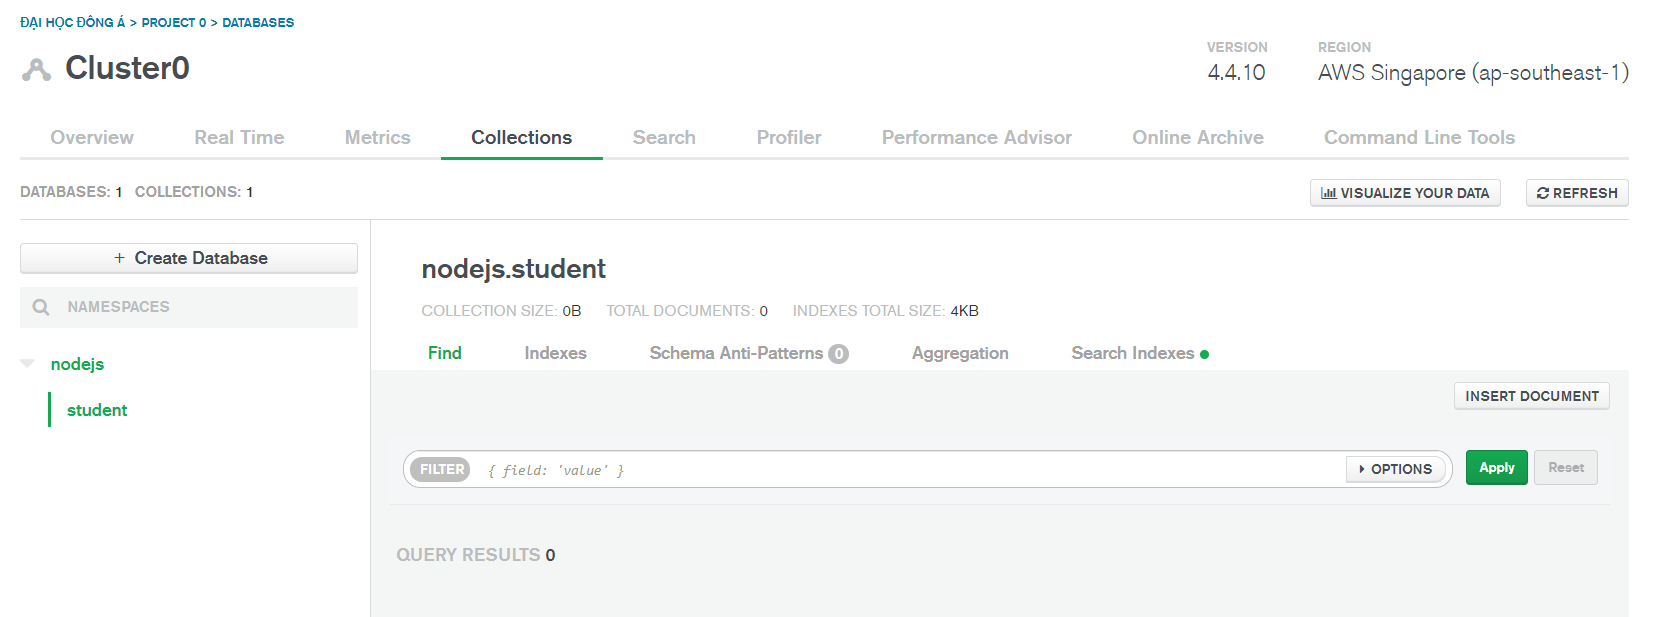 ĐẠI HỌC ĐÔNG Á > PROJECT 0 > DATABASES
Cluster0
VERSION
4.4.10
REGION
AWS Singapore (ap-southeast-1)
Overview Real Time Metrics Collections Search Profiler Performance Advisor Online Archive Command Line Tools
DATABASES: 1 COLLECTIONS: 1
VISUALIZE YOUR DATA
REFRESH
+ Create Database
NAMESPACES
nodejs
student
nodejs.student
COLLECTION SIZE: 0B TOTAL DOCUMENTS: 0 INDEXES TOTAL SIZE: 4KB
Find Indexes Schema Anti-Patterns 0 Aggregation Search Indexes
INSERT DOCUMENT
FILTER { field: 'value' } OPTIONS Apply Reset
QUERY RESULTS 0